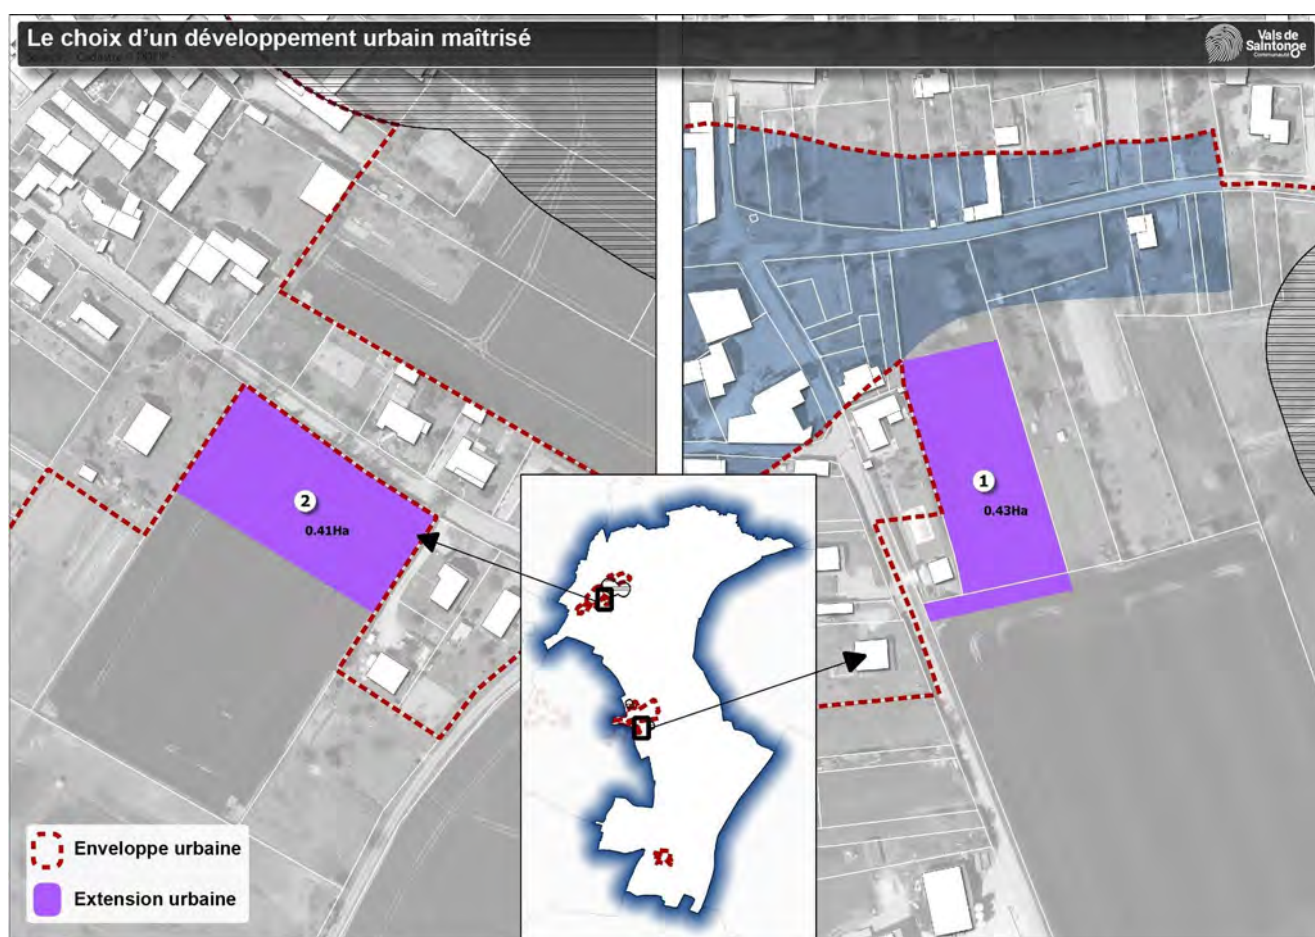 Le choix d'un développement urbain maîtrisé
Vals de
Saintonge
Communauté
2
0.41Ha
1
0.43Ha
Enveloppe urbaine
Extension urbaine